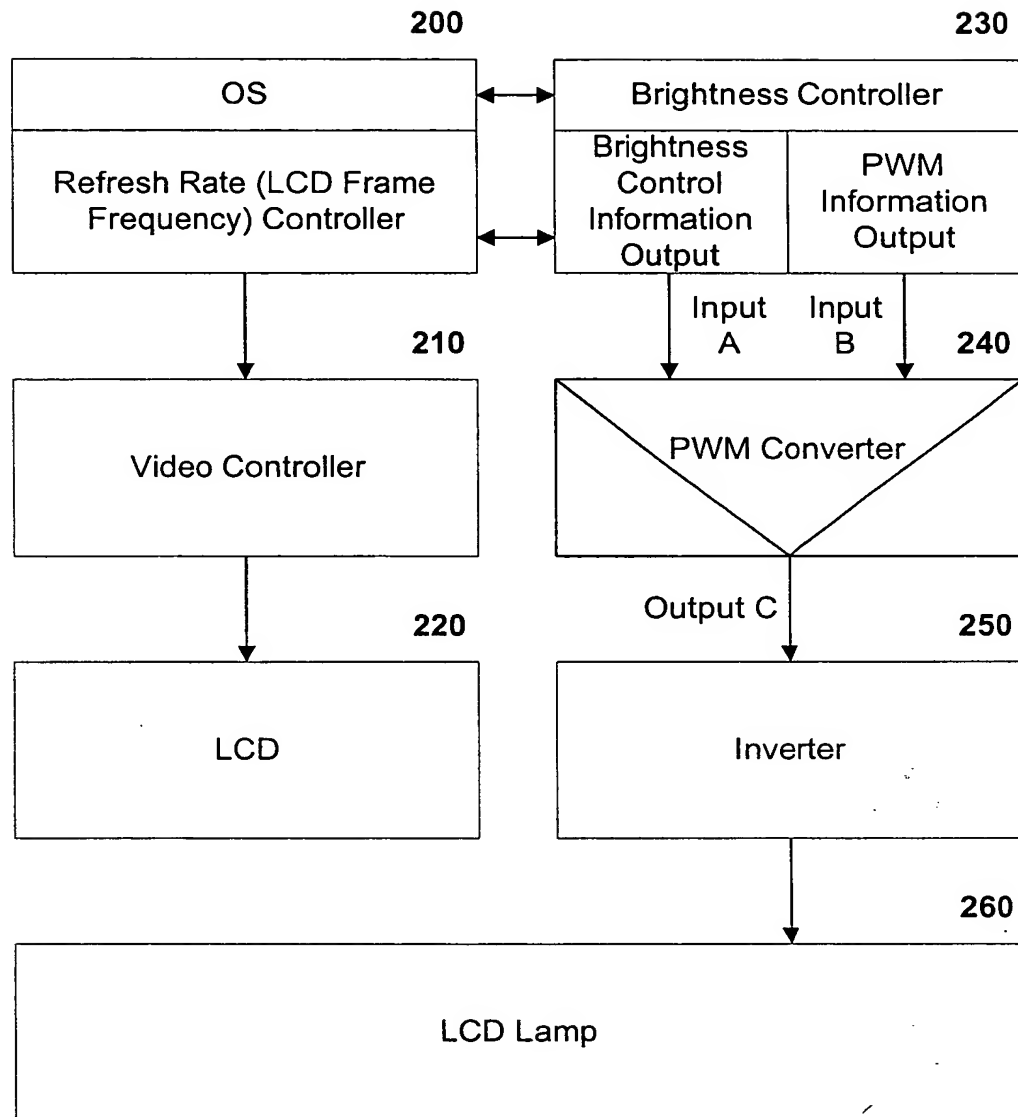 200
230
OS
Brightness Controller
Refresh Rate (LCD Frame
Frequency) Controller
Brightness
Control
Information
Output
PWM
Information
Output
Input
A
Input
B
210
240
Video Controller
PWM Converter
Output C
220
250
LCD
Inverter
260
LCD Lamp